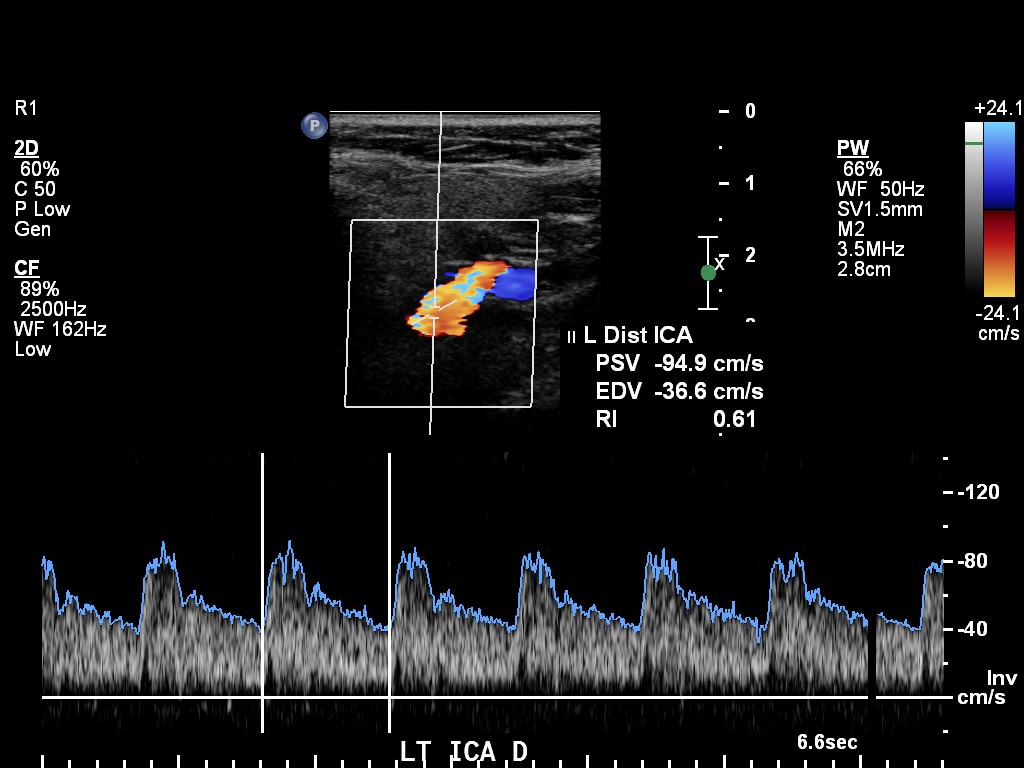 R1
2D
60%
C 50
P Low
Gen
CF
89%
2500Hz
WF 162Hz
Low
P
0
1
2
x
PW
66%
WF 50Hz
SV1.5mm
M2
3.5MHz
2.8cm
+24.1
-24.1
cm/s
L Dist ICA
PSV -94.9 cm/s
EDV -36.6 cm/s
RI 0.61
-120
-80
-40
Inv
cm/s
6.6sec
LT ICA D